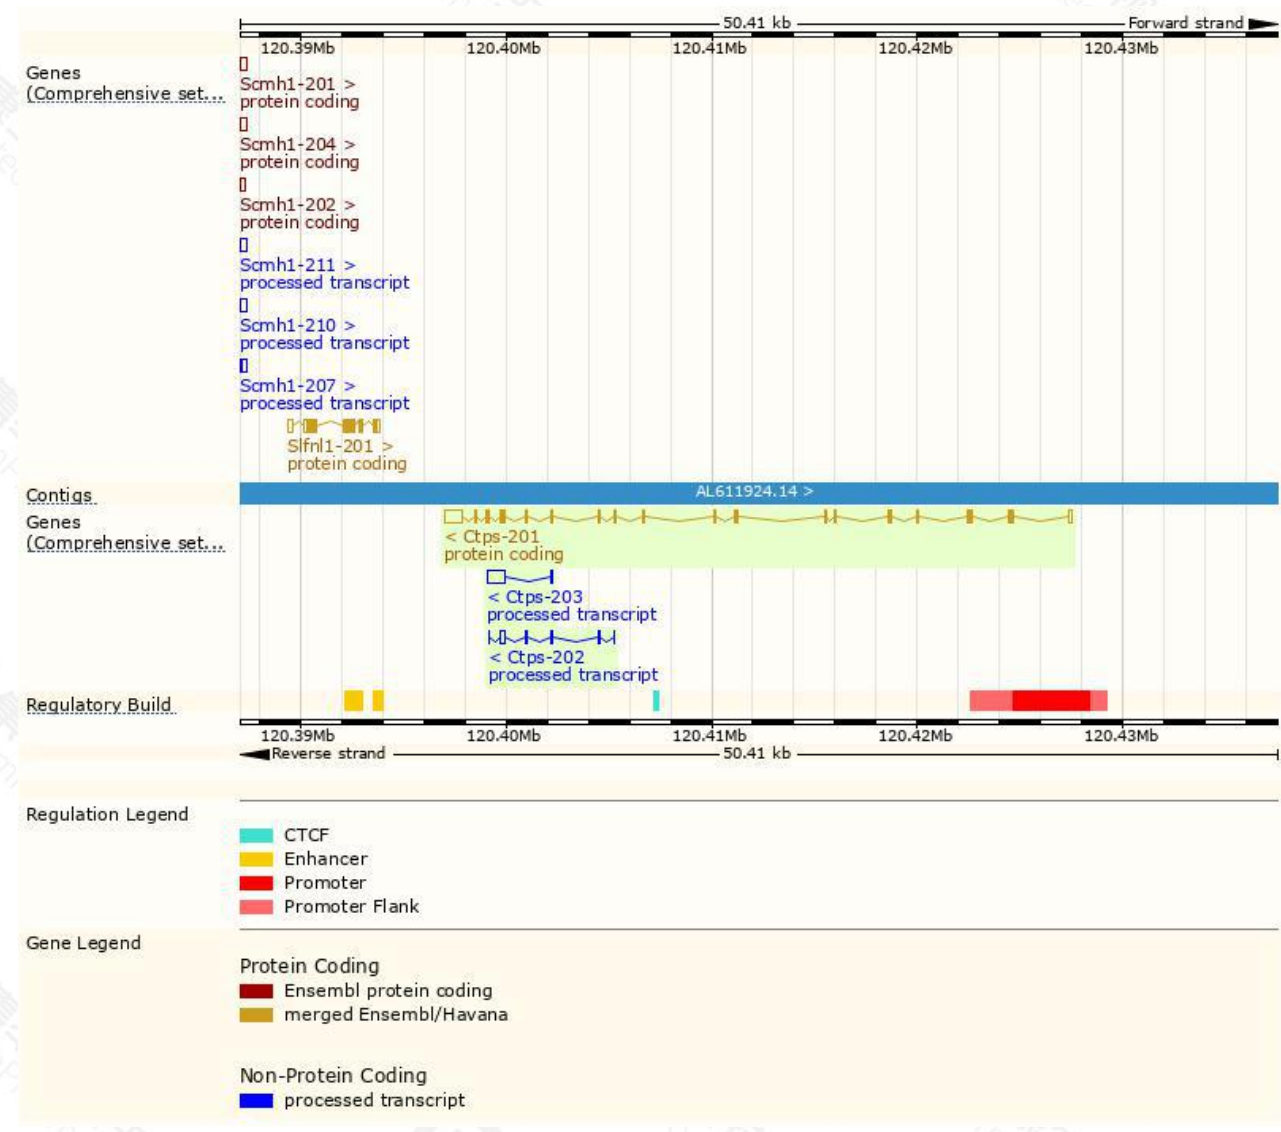 50.41 kb Forward strand
120.39Mb 120.40Mb 120.41Mb 120.42Mb 120.43Mb
Genes
(Comprehensive set...
Scmh1-201 >
protein coding
Scmh1-204 >
protein coding
Scmh1-202 >
protein coding
Scmh1-211 >
processed transcript
Scmh1-210 >
processed transcript
Scmh1-207 >
processed transcript
Slfnl1-201 >
protein coding
Contigs
AL611924.14 >
Genes
(Comprehensive set...
< Ctps-201
protein coding
< Ctps-203
processed transcript
< Ctps-202
processed transcript
Regulatory Build
120.39Mb 120.40Mb 120.41Mb 120.42Mb 120.43Mb
Reverse strand 50.41 kb
Regulation Legend
CTCF
Enhancer
Promoter
Promoter Flank
Gene Legend
Protein Coding
Ensembl protein coding
merged Ensembl/Havana
Non-Protein Coding
processed transcript